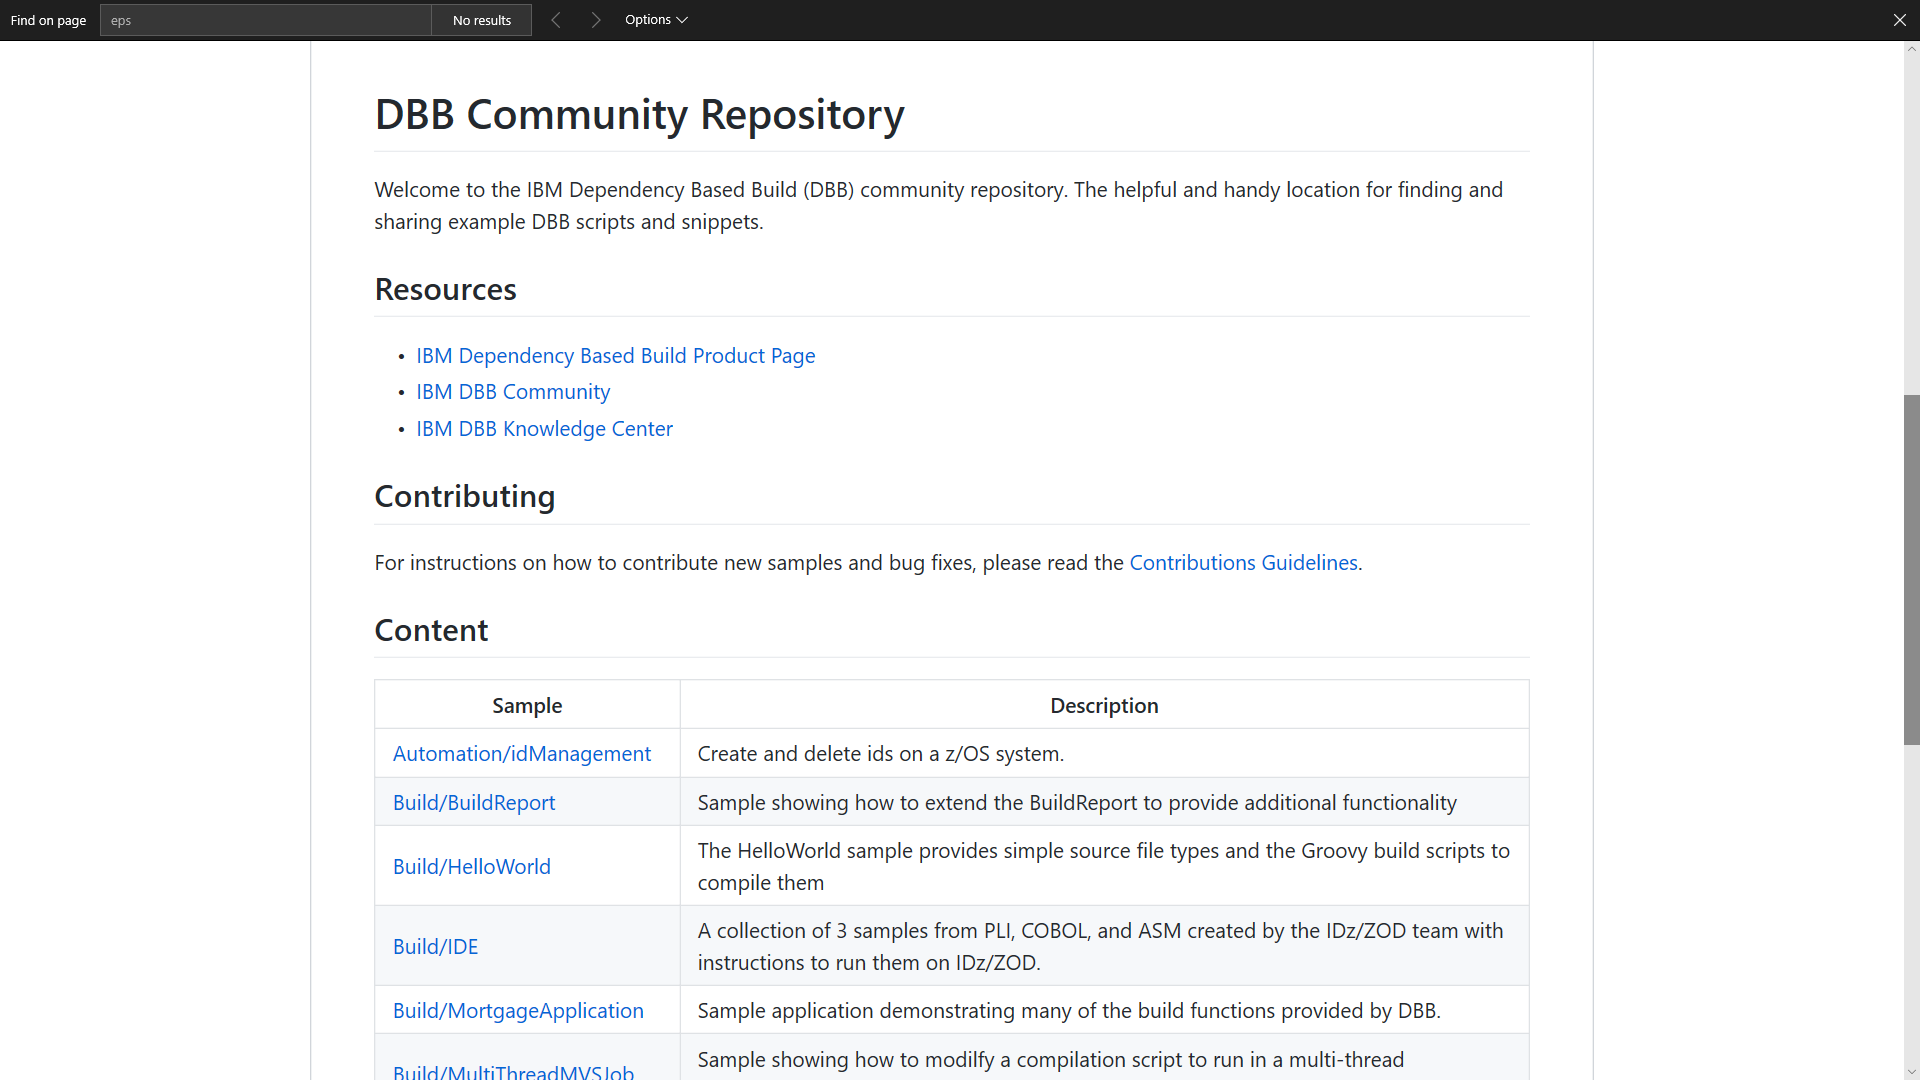 Find on page eps No results Options
DBB Community Repository
Welcome to the IBM Dependency Based Build (DBB) community repository. The helpful and handy location for finding and
sharing example DBB scripts and snippets.
Resources
• IBM Dependency Based Build Product Page
• IBM DBB Community
• IBM DBB Knowledge Center
Contributing
For instructions on how to contribute new samples and bug fixes, please read the Contributions Guidelines.
Content
Sample Description
Automation/idManagement Create and delete ids on a z/OS system.
Build/BuildReport Sample showing how to extend the BuildReport to provide additional functionality
Build/HelloWorld The HelloWorld sample provides simple source file types and the Groovy build scripts to
compile them
Build/IDE A collection of 3 samples from PLI, COBOL, and ASM created by the IDz/ZOD team with
instructions to run them on IDz/ZOD.
Build/MortgageApplication Sample application demonstrating many of the build functions provided by DBB.
Build/MultiThreadMVSJob Sample showing how to modilfy a compilation script to run in a multi-thread